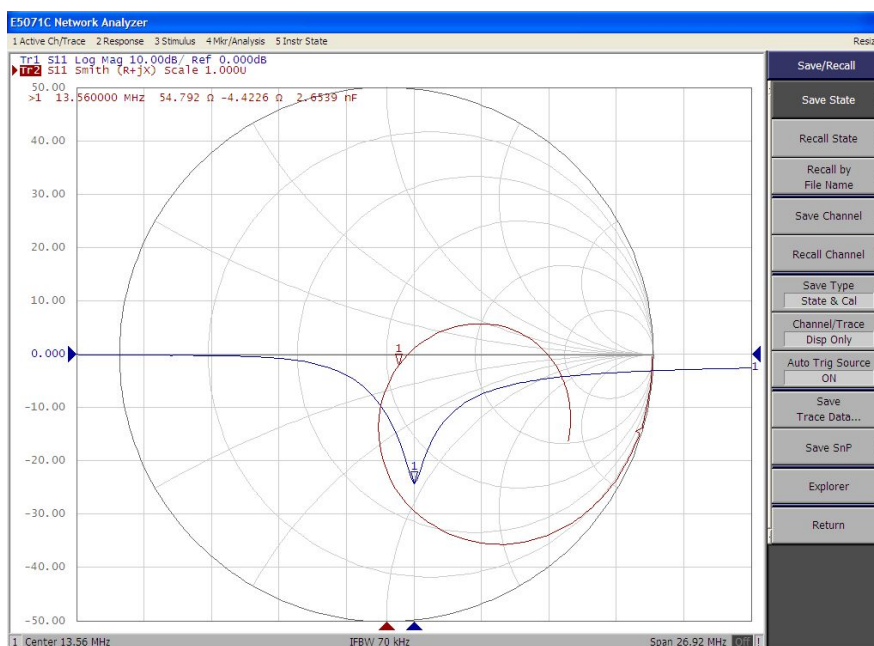 E5071C Network Analyzer
1 Active Ch/Trace 2 Response 3 Stimulus 4 Mkr/Analysis 5 Instr State
Resiz
Tr1 S11 Log Mag 10.00dB/ Ref 0.000dB
Tr2 S11 Smith (R+jX) Scale 1.000U
>1 13.560000 MHz 54.792 Ω -4.4226 Ω 2.6539 nF
50.00
40.00
30.00
20.00
10.00
0.000
-10.00
-20.00
-30.00
-40.00
-50.00
1
1
1
Save/Recall
Save State
Recall State
Recall by
File Name
Save Channel
Recall Channel
Save Type
State & Cal
Channel/Trace
Disp Only
Auto Trig Source
ON
Save
Trace Data...
Save SnP
Explorer
Return
1 Center 13.56 MHz
IFBW 70 kHz
Span 26.92 MHz Off !